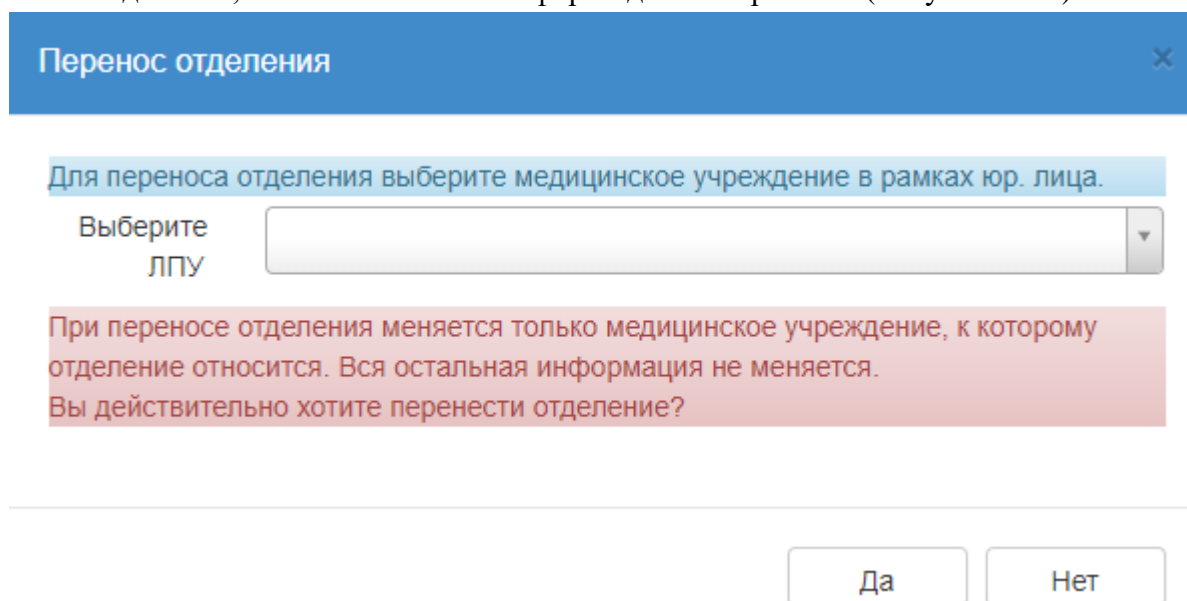 Перенос отделения
×
Для переноса отделения выберите медицинское учреждение в рамках юр. лица.
Выберите
ЛПУ
При переносе отделения меняется только медицинское учреждение, к которому
отделение относится. Вся остальная информация не меняется.
Вы действительно хотите перенести отделение?
Да Нет